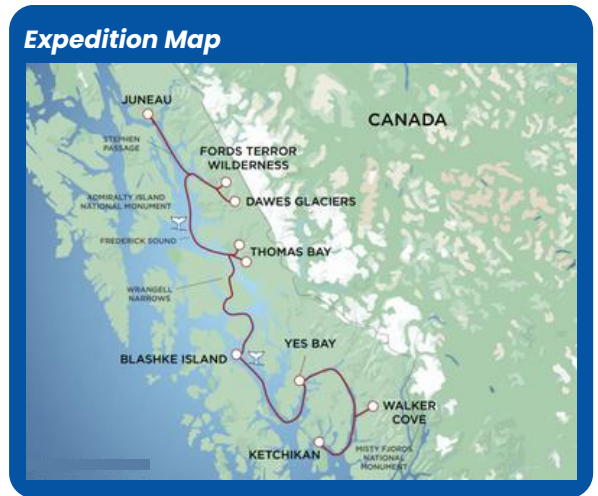 Expedition Map
JUNEAU
CANADA
STEPHEN
PASSAGE
FORDS TERROR
WILDERNESS
ADMIRALTY ISLAND
NATIONAL MONUMENT
DAWES GLACIERS
FREDERICK SOUND
THOMAS BAY
WRANGELL
NARROWS
YES BAY
BLASHKE ISLAND
WALKER
COVE
KETCHIKAN
MISTY FJORDS
NATIONAL
MONUMENT